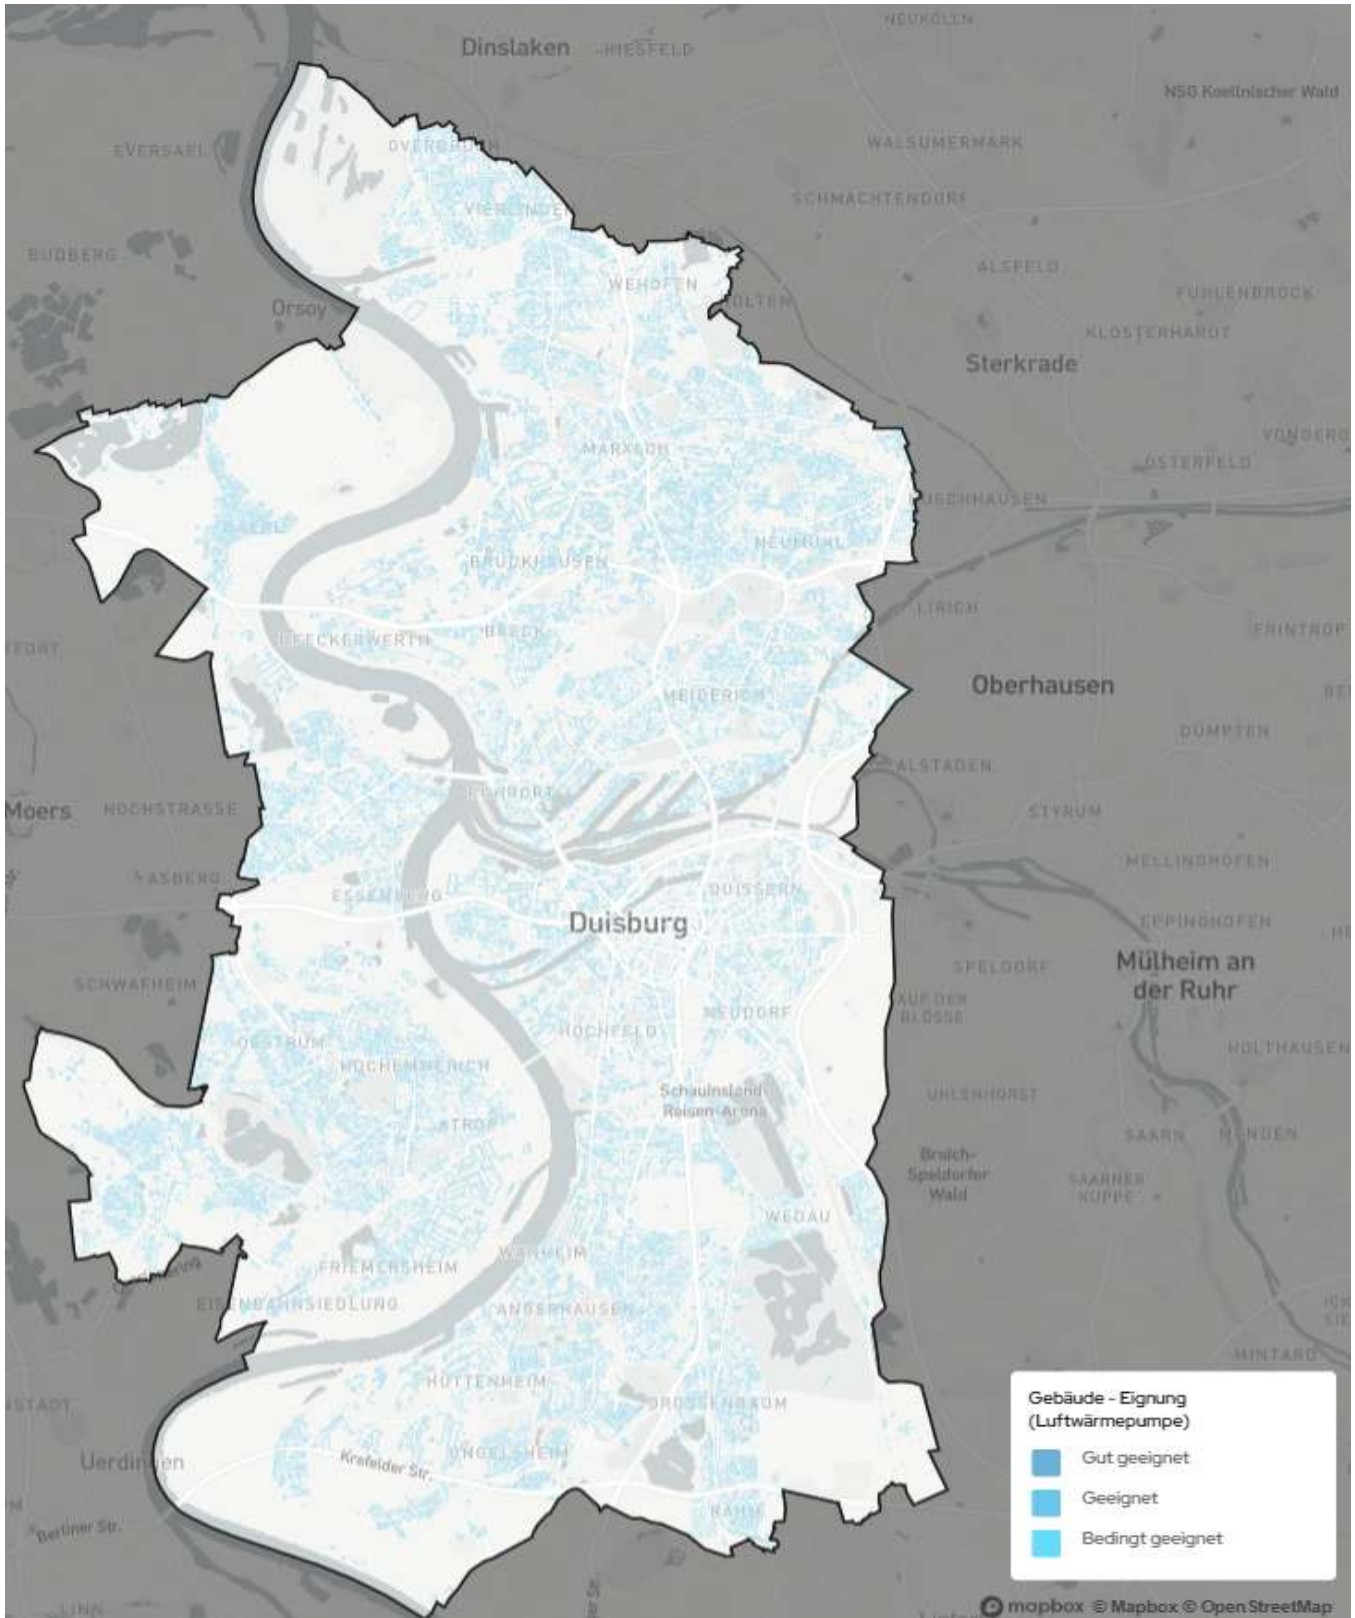 NEUKÖLLN
Dinslaken
HIESFELD
NSG Koellnischer Wald
EVERSAEL
OVERBRUCH
WALSUMERMARK
SCHMACHTENDORF
VIERLINDEN
BUDBERG
ALSFELD
WEHOFEN
FUHLENBROCK
HOLTEN
Orsoy
KLOSTERHARDT
Sterkrade
VONDERO
MARXLOH
OSTERFELD
BUSCHHAUSEN
BAERL
NEUMÜHL
BRUCKHAUSEN
LIRICH
FRINTROP
BEECK
BEECKERWERTH
Oberhausen
MEIDERICH
DÜMPTEN
ALSTADEN
RUHRORT
Moers
HOCHSTRASSE
STYRUM
MELLINGHOFEN
ASBERG
DUISSERN
ESSENBERG
Duisburg
EPPINGHOFEN
SPELDORF
Mülheim an
der Ruhr
SCHWAFHEIM
AUF DER
BLÖSSE
NEUDORF
HOCHFELD
OESTRUM
HOLTHAUSEN
HOCHEMMERICH
Schauinsland-
Reisen-Arena
UHLENHORST
ATROP
SAARN
MENDEN
Broich-
Speldorfer
Wald
SAARNER
KUPPE
WEDAU
WANHEIM
FRIEMERSHEIM
EISENBAHNSIEDLUNG
ANGERHAUSEN
HINTARD
HÜTTENHEIM
GROSSENBAUM
NSTADT
UNGELSHEIM
Uerdingen
Krefelder Str.
RAHM
Berliner Str.
LINN
Gebäude - Eignung
(Luftwärmepumpe)
Gut geeignet
Geeignet
Bedingt geeignet
mapbox © Mapbox © OpenStreetMap